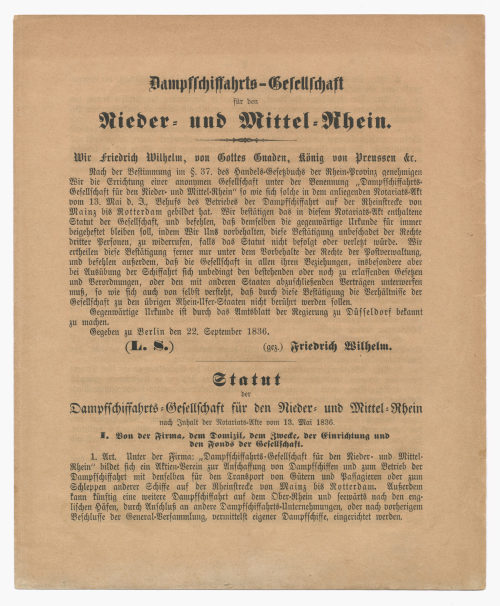 Dampfschiffahrts-Gesellschaft
für den
Nieder- und Mittel-Rhein.
Wir Friedrich Wilhelm, von Gottes Gnaden, König von Preussen &c.
Nach der Bestimmung im §. 37. des Handels-Gesetzbuchs der Rhein-Provinz genehmigen
Wir die Errichtung einer anonymen Gesellschaft unter der Benennung „Dampfschiffahrts-
Gesellschaft für den Nieder- und Mittel-Rhein“ so wie sich solche in dem anliegenden Notariats-Akt
vom 13. Mai d. J., Behufs des Betriebes der Dampfschiffahrt auf der Rheinstrecke von
Mainz bis Rotterdam gebildet hat. Wir bestätigen das in diesem Notariats-Akt enthaltene
Statut der Gesellschaft, und befehlen, daß demselben die gegenwärtige Urkunde für immer
beigeheftet bleiben soll, indem Wir Uns vorbehalten, diese Bestätigung unbeschadet der Rechte
dritter Personen, zu widerrufen, falls das Statut nicht befolgt oder verletzt würde. Wir
ertheilen diese Bestätigung ferner nur unter dem Vorbehalte der Rechte der Postverwaltung,
und befehlen außerdem, daß die Gesellschaft in allen ihren Beziehungen, insbesondere aber
bei Ausübung der Schiffahrt sich unbedingt den bestehenden oder noch zu erlassenden Gesetzen
und Verordnungen, oder den mit anderen Staaten abzuschließenden Verträgen unterwerfen
muß, so wie sich auch von selbst versteht, daß durch diese Bestätigung die Verhältnisse der
Gesellschaft zu den übrigen Rhein-Ufer-Staaten nicht berührt werden sollen.
Gegenwärtige Urkunde ist durch das Amtsblatt der Regierung zu Düsseldorf bekannt
zu machen.
Gegeben zu Berlin den 22. September 1836.
(L. S.) (gez.) Friedrich Wilhelm.
Statut
der
Dampfschiffahrts-Gesellschaft für den Nieder- und Mittel-Rhein
nach Inhalt der Notariats-Akte vom 13. Mai 1836.
I. Von der Firma, dem Domizil, dem Zwecke, der Einrichtung und
den Fonds der Gesellschaft.
1. Art. Unter der Firma: „Dampfschiffahrts-Gesellschaft für den Nieder- und Mittel-
Rhein“ bildet sich ein Aktien-Verein zur Anschaffung von Dampfschiffen und zum Betrieb der
Dampfschiffahrt mit denselben für den Transport von Gütern und Passagieren oder zum
Schleppen anderer Schiffe auf der Rheinstrecke von Mainz bis Rotterdam. Außerdem
kann künftig eine weitere Dampfschiffahrt auf dem Ober-Rhein und seewärts nach den eng-
lischen Häfen, durch Anschluß an andere Dampfschiffahrts-Unternehmungen, oder nach vorherigem
Beschlusse der General-Versammlung, vermittelst eigener Dampfschiffe, eingerichtet werden.